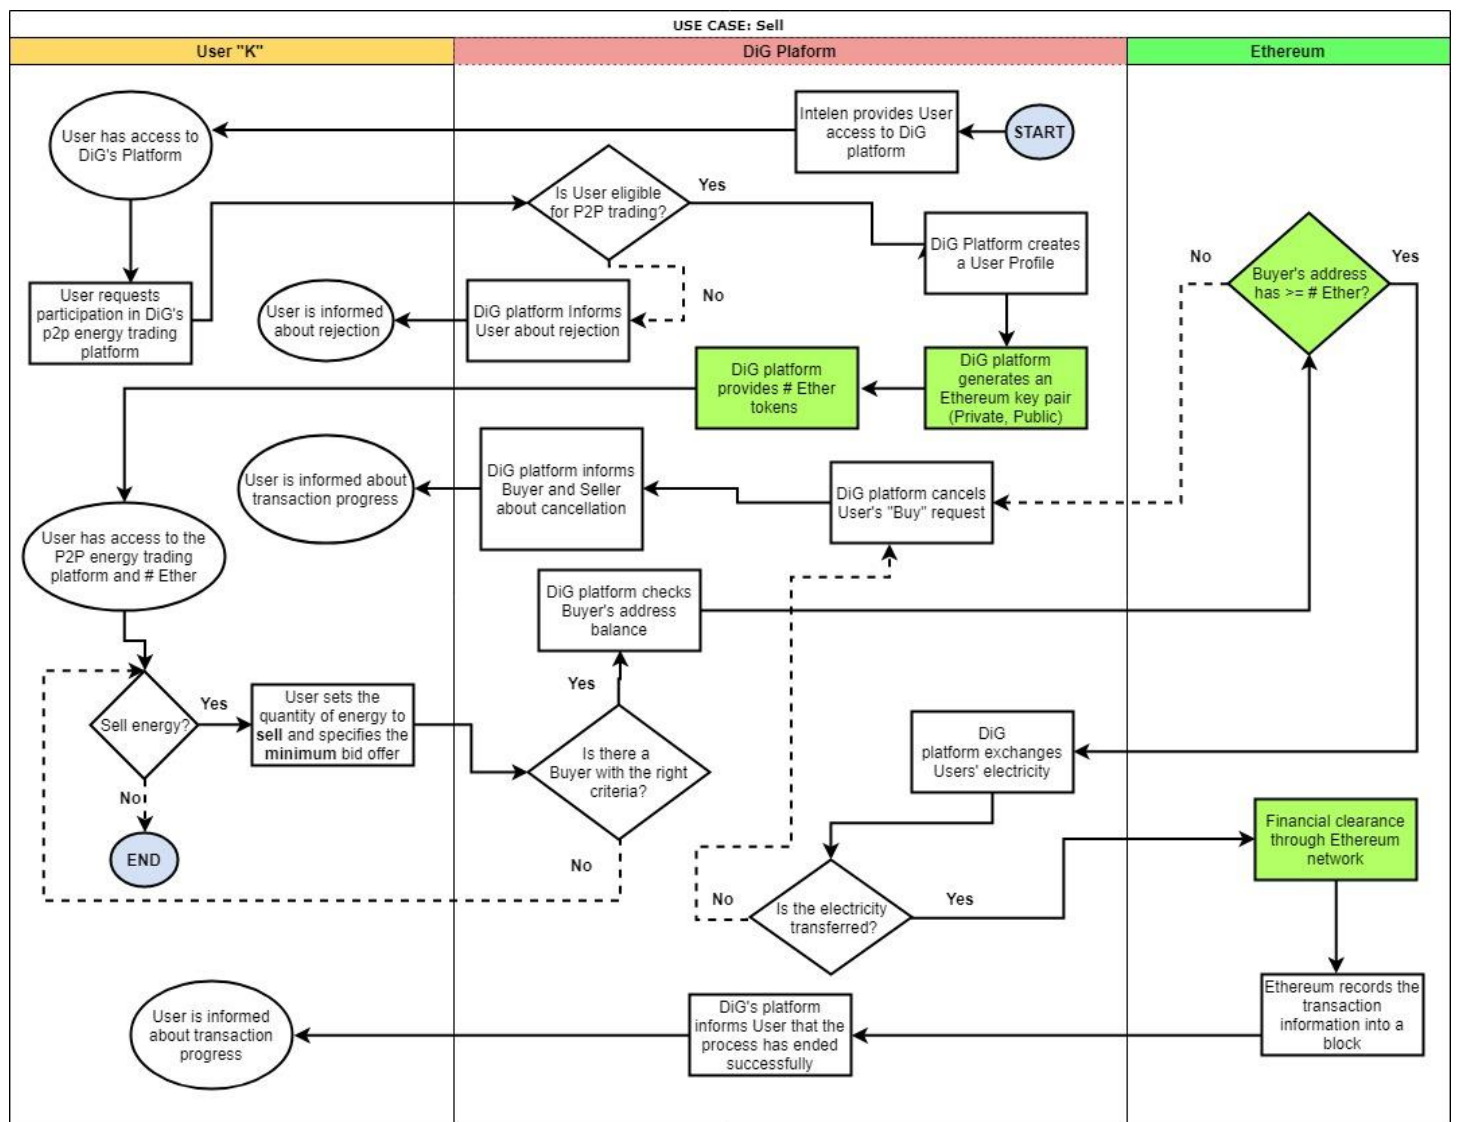 USE CASE: Sell
User "K"
DiG Plaform
Ethereum
START
Intelen provides User
access to DiG
platform
User has access to
DiG's Platform
Is User eligible
for P2P trading?
Yes
No
User requests
participation in DiG's
p2p energy trading
platform
DiG Platform creates
a User Profile
User is informed
about rejection
DiG platform Informs
User about rejection
Buyer's address
has >= # Ether?
No
Yes
DiG platform
provides # Ether
tokens
DiG platform
generates an
Ethereum key pair
(Private, Public)
User is informed about
transaction progress
DiG platform informs
Buyer and Seller
about cancellation
DiG platform cancels
User's "Buy" request
User has access to the
P2P energy trading
platform and # Ether
DiG platform checks
Buyer's address
balance
Yes
Sell energy?
Yes
User sets the
quantity of energy to
sell and specifies the
minimum bid offer
Is there a
Buyer with the right
criteria?
DiG
platform exchanges
Users' electricity
No
END
No
Financial clearance
through Ethereum
network
No
Is the electricity
transferred?
Yes
Ethereum records the
transaction
information into a
block
DiG's platform
informs User that the
process has ended
successfully
User is informed
about transaction
progress